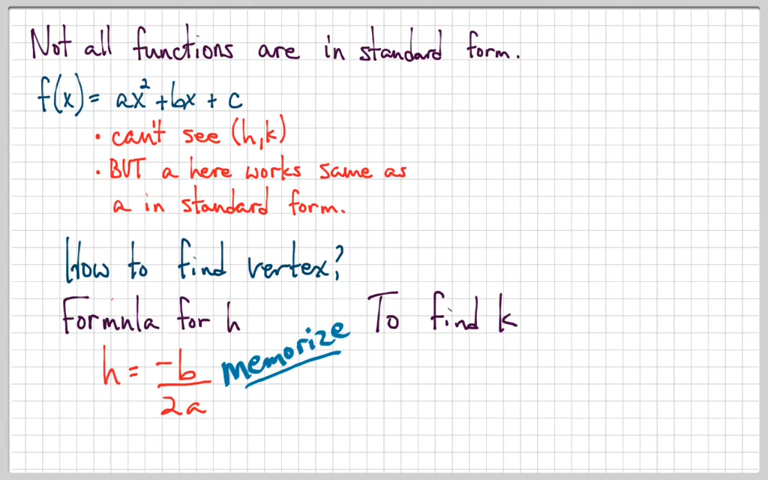 Not all functions are in standard form.
f(x) = ax² + bx + c
• can't see (h,k)
• BUT a here works same as
a in standard form.
How to find vertex?
Formula for h To find k
h = -b/2a memorize